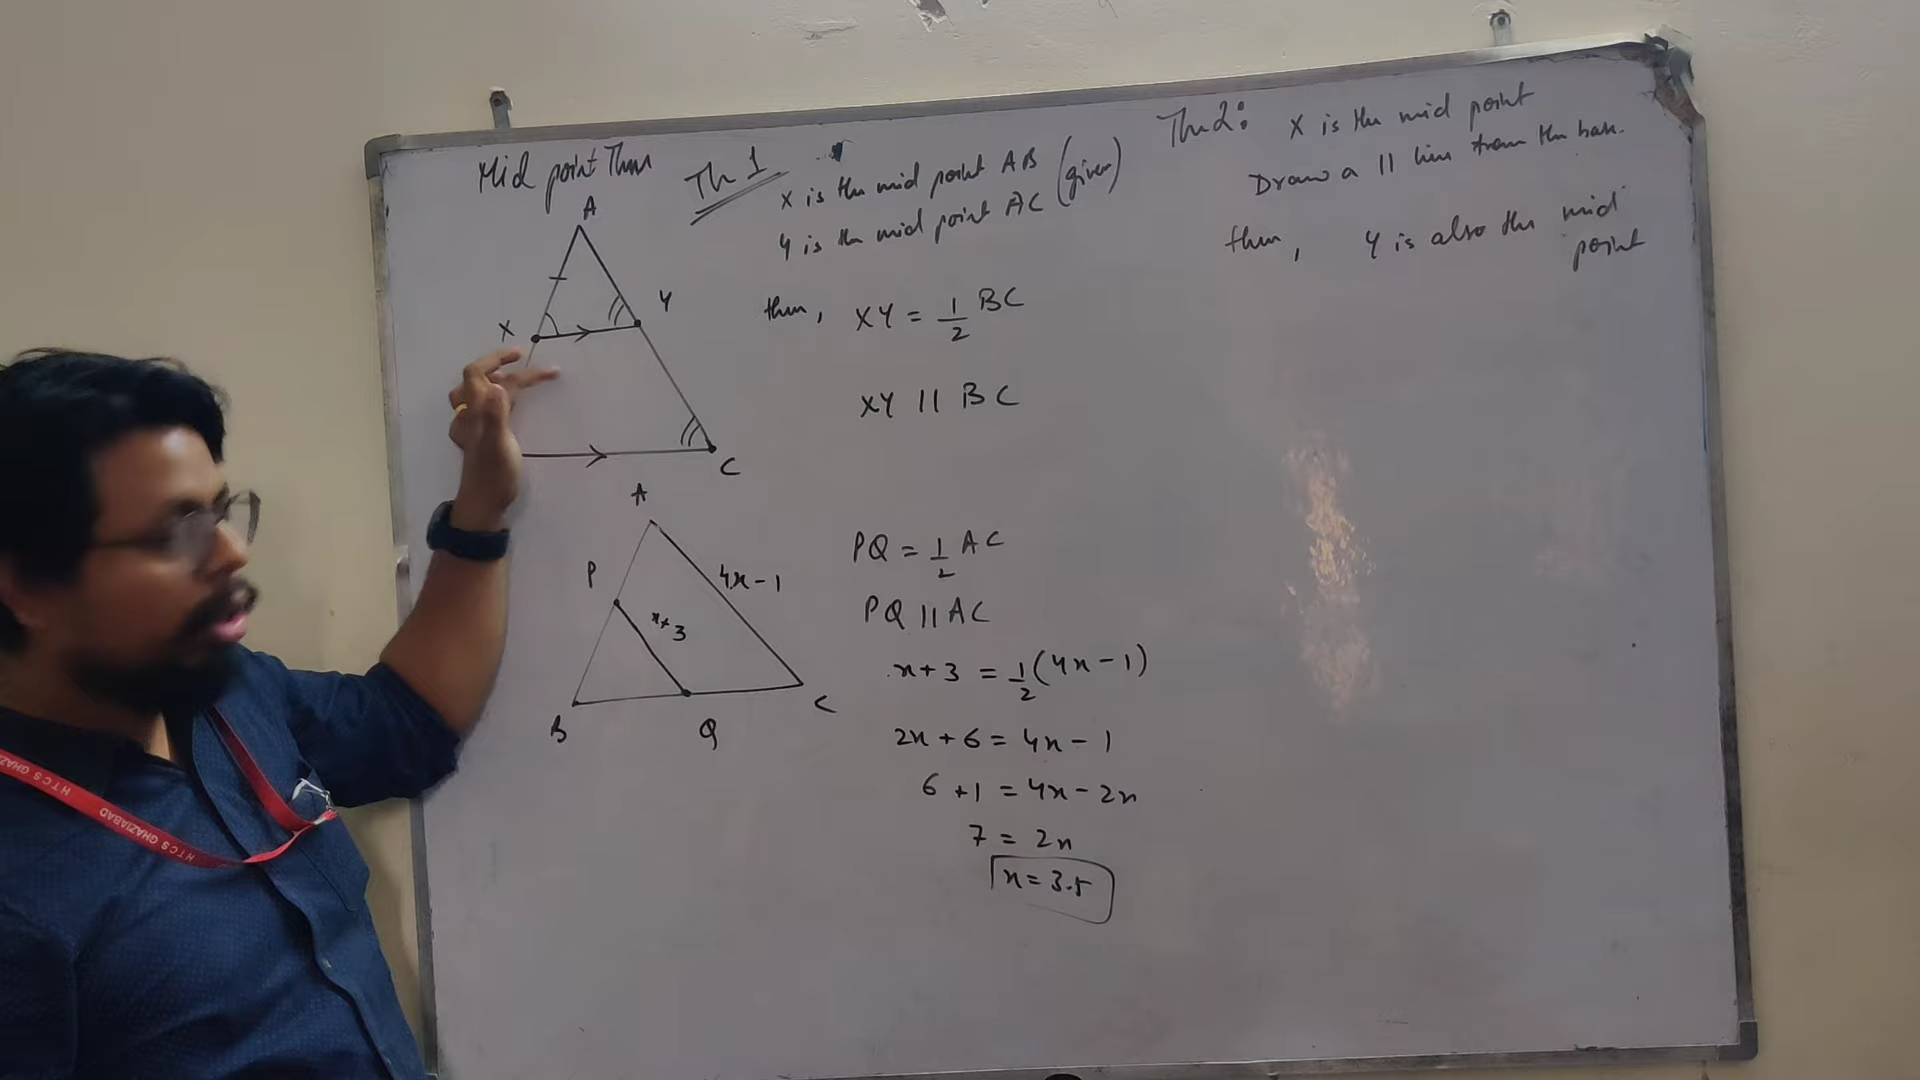 Mid point Thm
Th 1
X is the mid point AB (given)
Y is the mid point AC
then, XY = 1/2 BC
XY || BC
Th 2: X is the mid point
Draw a || line from the base.
then, Y is also the mid
point
A
X
Y
C
A
P
4x - 1
x + 3
B
Q
C
PQ = 1/2 AC
PQ || AC
x + 3 = 1/2 (4x - 1)
2x + 6 = 4x - 1
6 + 1 = 4x - 2x
7 = 2x
x = 3.5
HTCS GHAZIABAD
HTCS GHAZIABAD